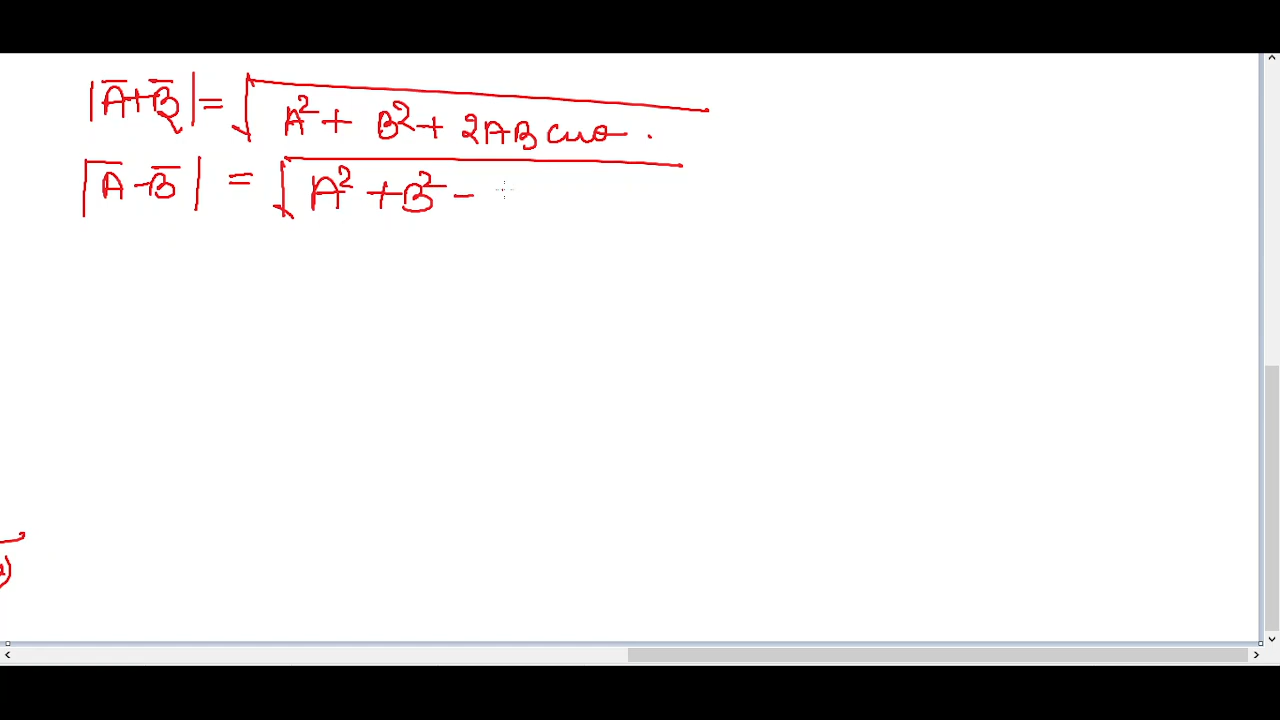 |A̅+B̅| = √A² + B² + 2AB cosθ .
|A̅-B̅| = √A² + B² -